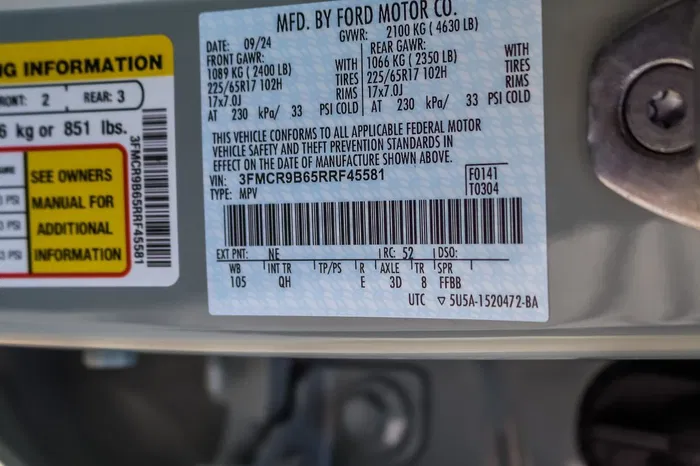 NG INFORMATION
RONT: 2 REAR: 3
6 kg or 851 lbs.
PSI
PSI
PSI
SEE OWNERS
MANUAL FOR
ADDITIONAL
INFORMATION
3FMCR9B65RRF45581
MFD. BY FORD MOTOR CO.
DATE: 09/24 GVWR: 2100 KG ( 4630 LB)
FRONT GAWR: REAR GAWR:
1089 KG ( 2400 LB) WITH 1066 KG ( 2350 LB) WITH
225/65R17 102H TIRES 225/65R17 102H TIRES
17x7.0J RIMS 17x7.0J RIMS
AT 230 kPa/ 33 PSI COLD AT 230 kPa/ 33 PSI COLD
THIS VEHICLE CONFORMS TO ALL APPLICABLE FEDERAL MOTOR
VEHICLE SAFETY AND THEFT PREVENTION STANDARDS IN
EFFECT ON THE DATE OF MANUFACTURE SHOWN ABOVE.
VIN: 3FMCR9B65RRF45581 F0141
TYPE: MPV T0304
EXT PNT: NE RC: 52 DSO:
WB INT TR TP/PS R AXLE TR SPR
105 QH E 3D 8 FFBB
UTC ▽ 5U5A-1520472-BA